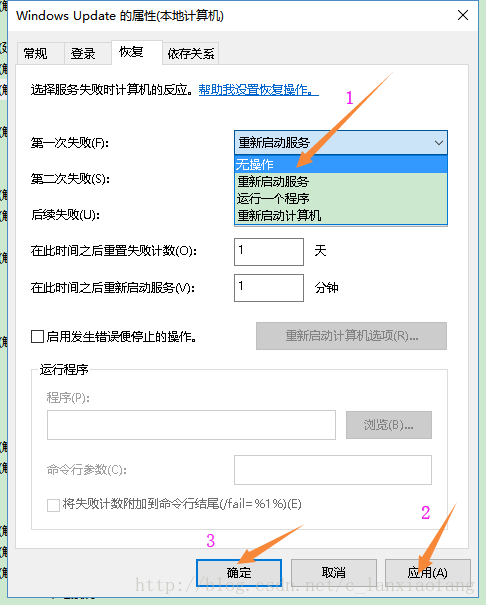 Windows Update 的属性(本地计算机)
常规 登录 恢复 依存关系
选择服务失败时计算机的反应。帮助我设置恢复操作。
1
第一次失败(F): 重新启动服务
无操作
第二次失败(S): 重新启动服务
运行一个程序
后续失败(U): 重新启动计算机
在此时间之后重置失败计数(O): 1 天
在此时间之后重新启动服务(V): 1 分钟
启用发生错误便停止的操作。 重新启动计算机选项(R)...
运行程序
程序(P):
浏览(B)...
命令行参数(C):
将失败计数附加到命令行结尾(/fail=%1%)(E)
2
3
确定 取消 应用(A)
http://blog.csdn.net/c_lanxiaofang